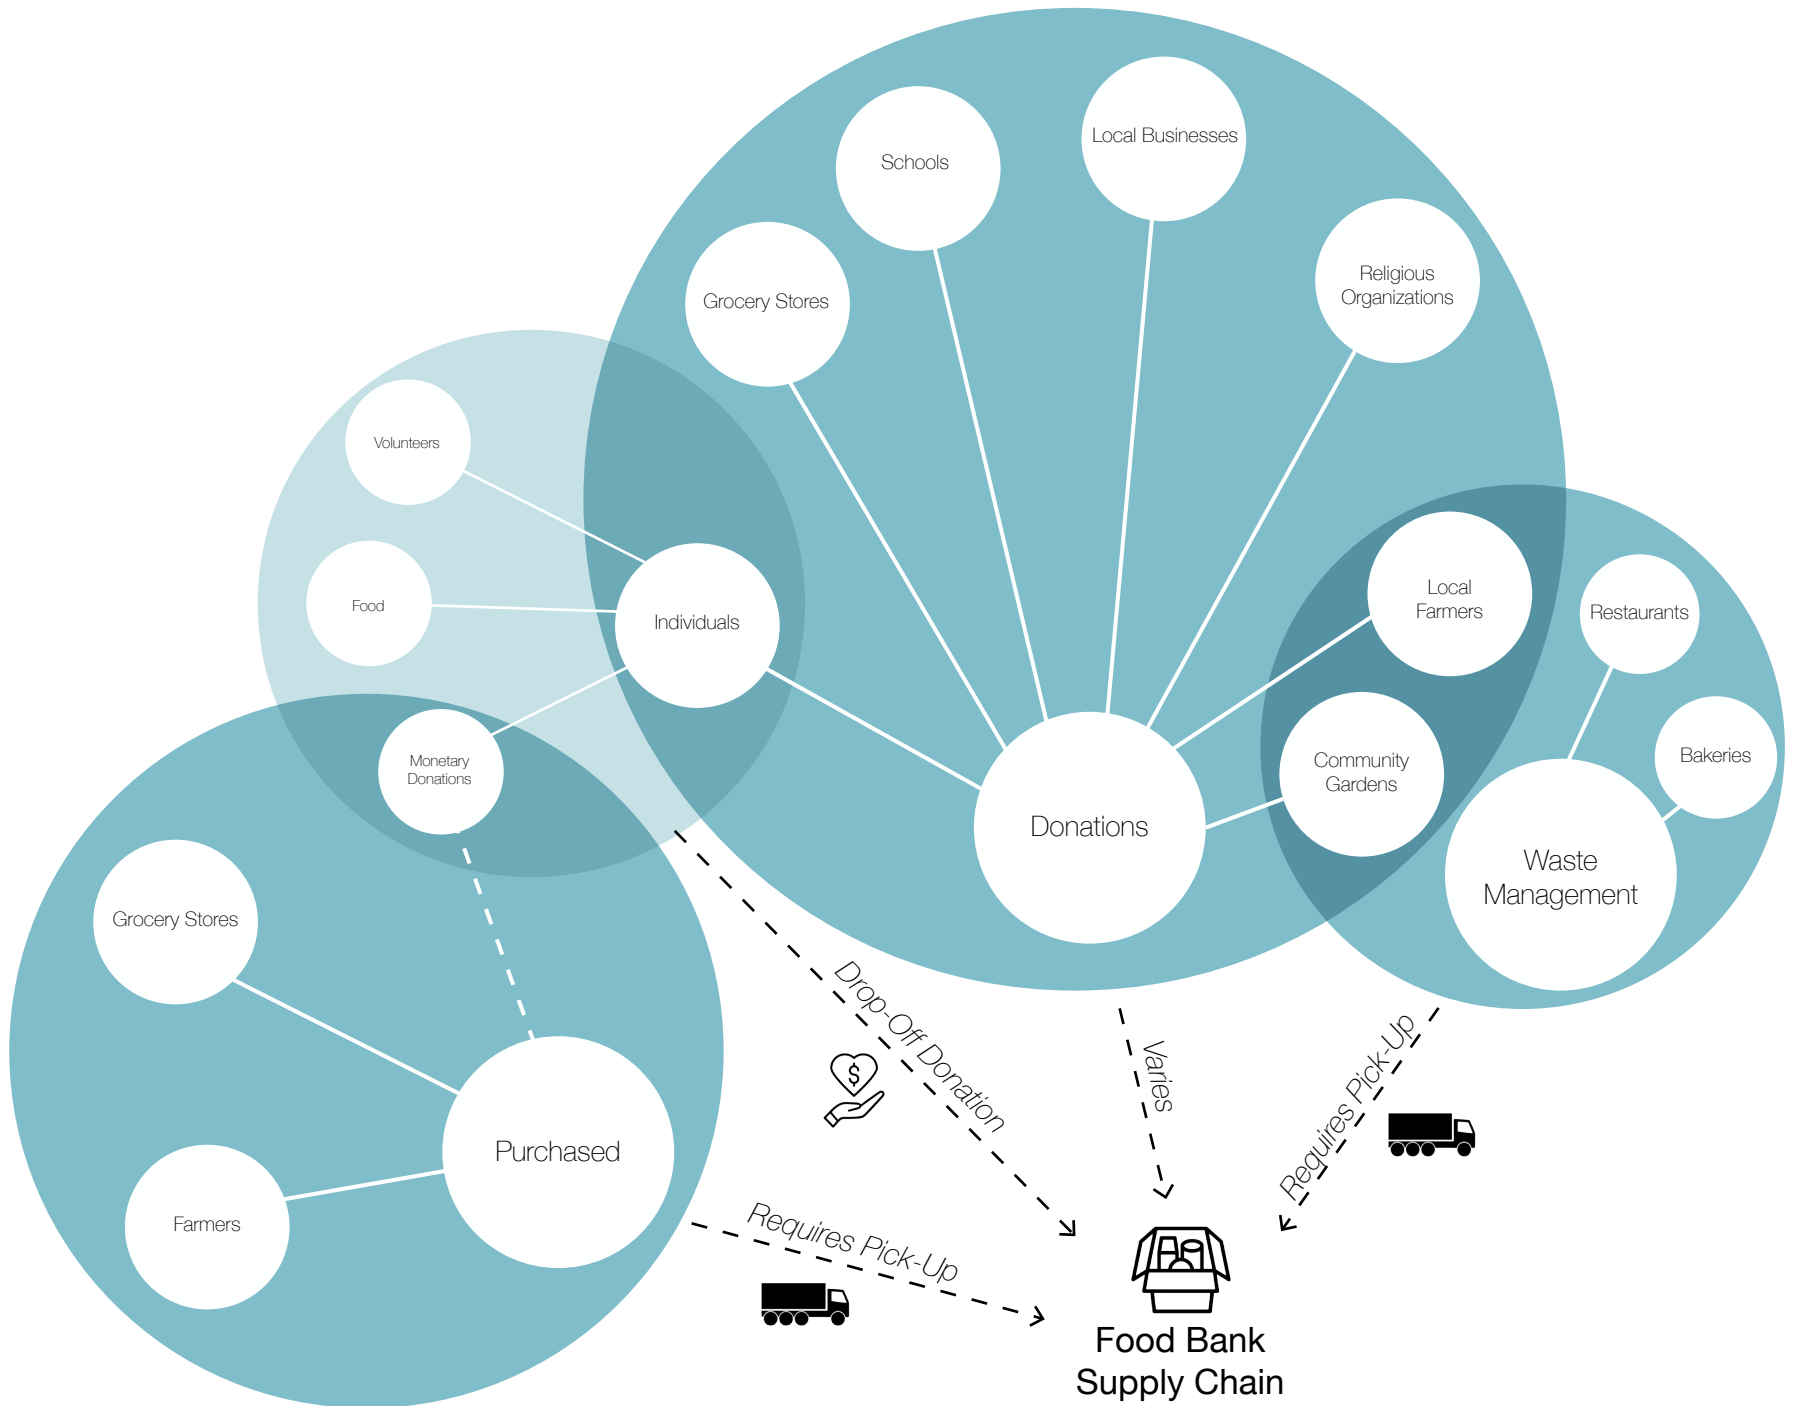 Local Businesses
Schools
Religious
Organizations
Grocery Stores
Volunteers
Food
Individuals
Local
Farmers
Restaurants
Monetary
Donations
Community
Gardens
Bakeries
Donations
Waste
Management
Grocery Stores
Purchased
Farmers
Drop-Off Donation
$
Varies
Requires Pick-Up
Requires Pick-Up
Food Bank
Supply Chain